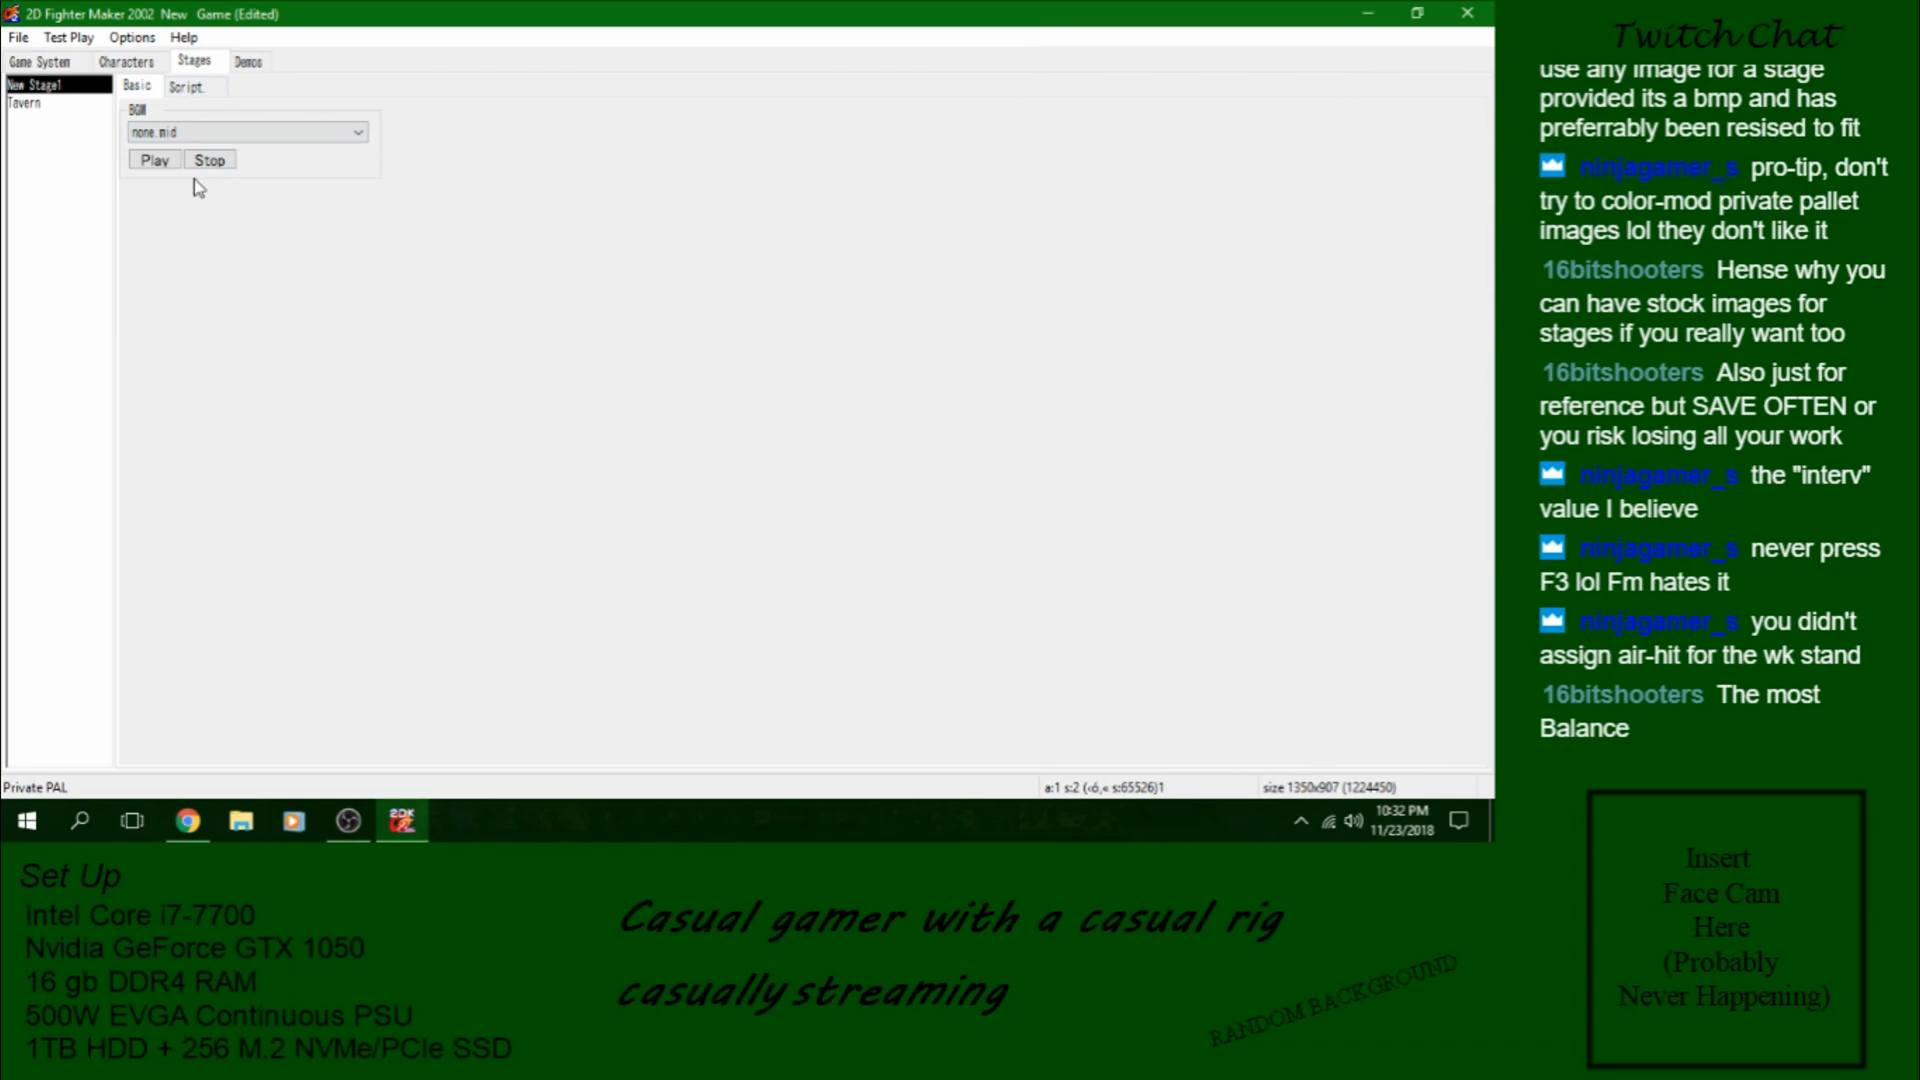 2D Fighter Maker 2002 New Game (Edited)
File Test Play Options Help
Game System Characters Stages Demos
New Stage1
Tavern
Basic Script.
BGM
none.mid
Play Stop
Private PAL
size 1350x907 (1224450)
10:32 PM
11/23/2018
Twitch Chat
use any image for a stage
provided its a bmp and has
preferrably been resised to fit
ninjagamer_s pro-tip, don't
try to color-mod private pallet
images lol they don't like it
16bitshooters Hense why you
can have stock images for
stages if you really want too
16bitshooters Also just for
reference but SAVE OFTEN or
you risk losing all your work
ninjagamer_s the "interv"
value I believe
ninjagamer_s never press
F3 lol Fm hates it
ninjagamer_s you didn't
assign air-hit for the wk stand
16bitshooters The most
Balance
Set Up
Intel Core i7-7700
Nvidia GeForce GTX 1050
16 gb DDR4 RAM
500W EVGA Continuous PSU
1TB HDD + 256 M.2 NVMe/PCIe SSD
Casual gamer with a casual rig
casually streaming
RANDOM BACKGROUND
Insert
Face Cam
Here
(Probably
Never Happening)